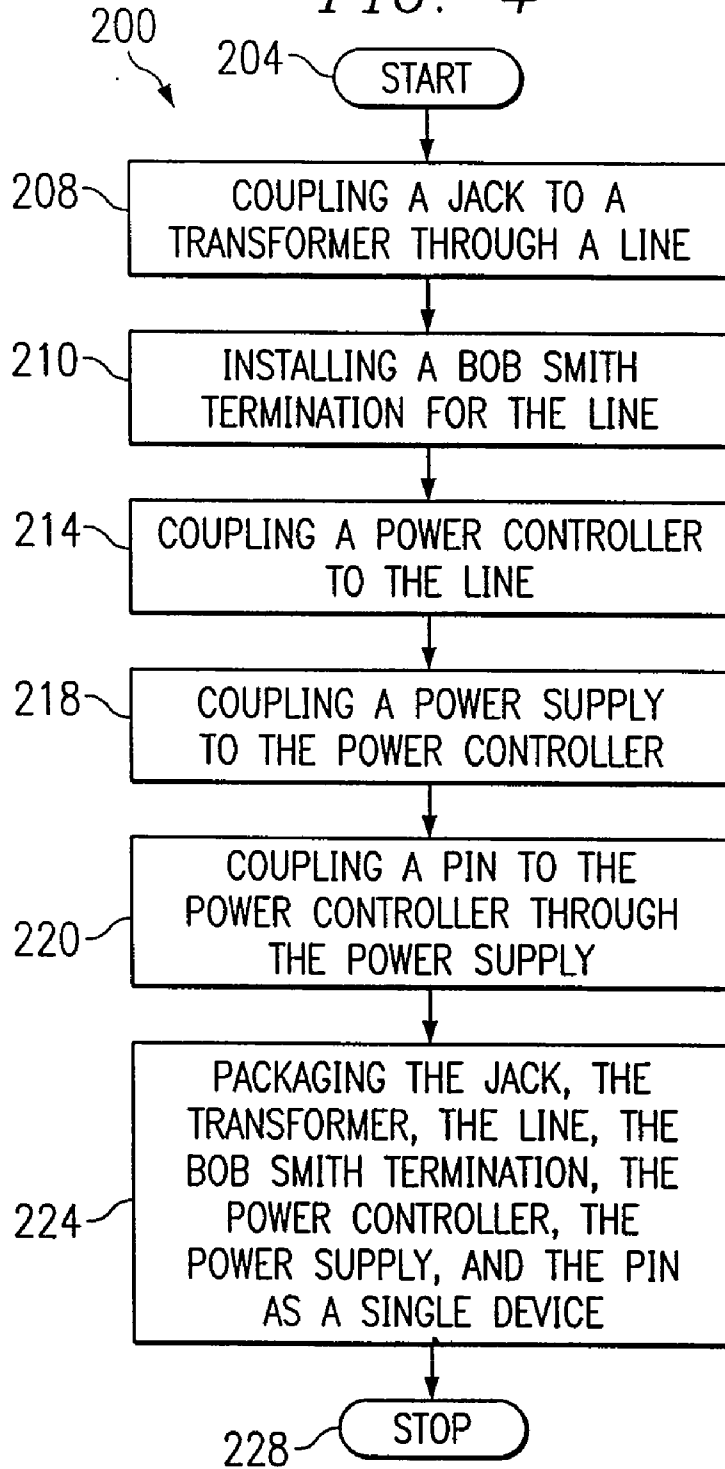 FIG. 4
200
204
START
208
COUPLING A JACK TO A
TRANSFORMER THROUGH A LINE
210
INSTALLING A BOB SMITH
TERMINATION FOR THE LINE
214
COUPLING A POWER CONTROLLER
TO THE LINE
218
COUPLING A POWER SUPPLY
TO THE POWER CONTROLLER
220
COUPLING A PIN TO THE
POWER CONTROLLER THROUGH
THE POWER SUPPLY
224
PACKAGING THE JACK, THE
TRANSFORMER, THE LINE, THE
BOB SMITH TERMINATION, THE
POWER CONTROLLER, THE
POWER SUPPLY, AND THE PIN
AS A SINGLE DEVICE
228
STOP